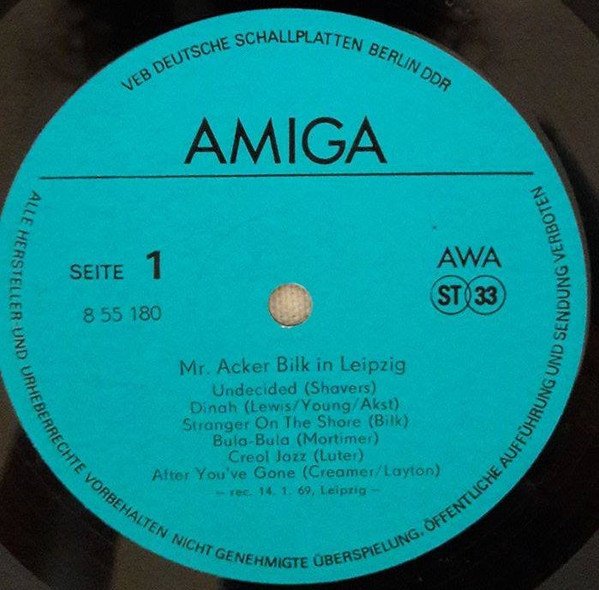 VEB DEUTSCHE SCHALLPLATTEN BERLIN DDR
AMIGA
SEITE 1
8 55 180
AWA
ST 33
Mr. Acker Bilk in Leipzig
Undecided (Shavers)
Dinah (Lewis/Young/Akst)
Stranger On The Shore (Bilk)
Bula-Bula (Mortimer)
Creol Jazz (Luter)
After You've Gone (Creamer/Layton)
– rec. 14. 1. 69, Leipzig –
ALLE HERSTELLER- UND URHEBERRECHTE VORBEHALTEN NICHT GENEHMIGTE ÜBERSPIELUNG, ÖFFENTLICHE AUFFÜHRUNG UND SENDUNG VERBOTEN